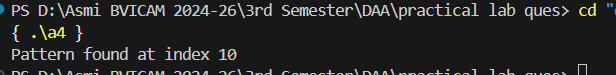 PS D:\Asmi BVICAM 2024-26\3rd Semester\DAA\practical lab ques> cd "
{ .\a4 }
Pattern found at index 10
PS D:\Asmi BVICAM 2024-26\3rd Semester\DAA\practical lab ques>